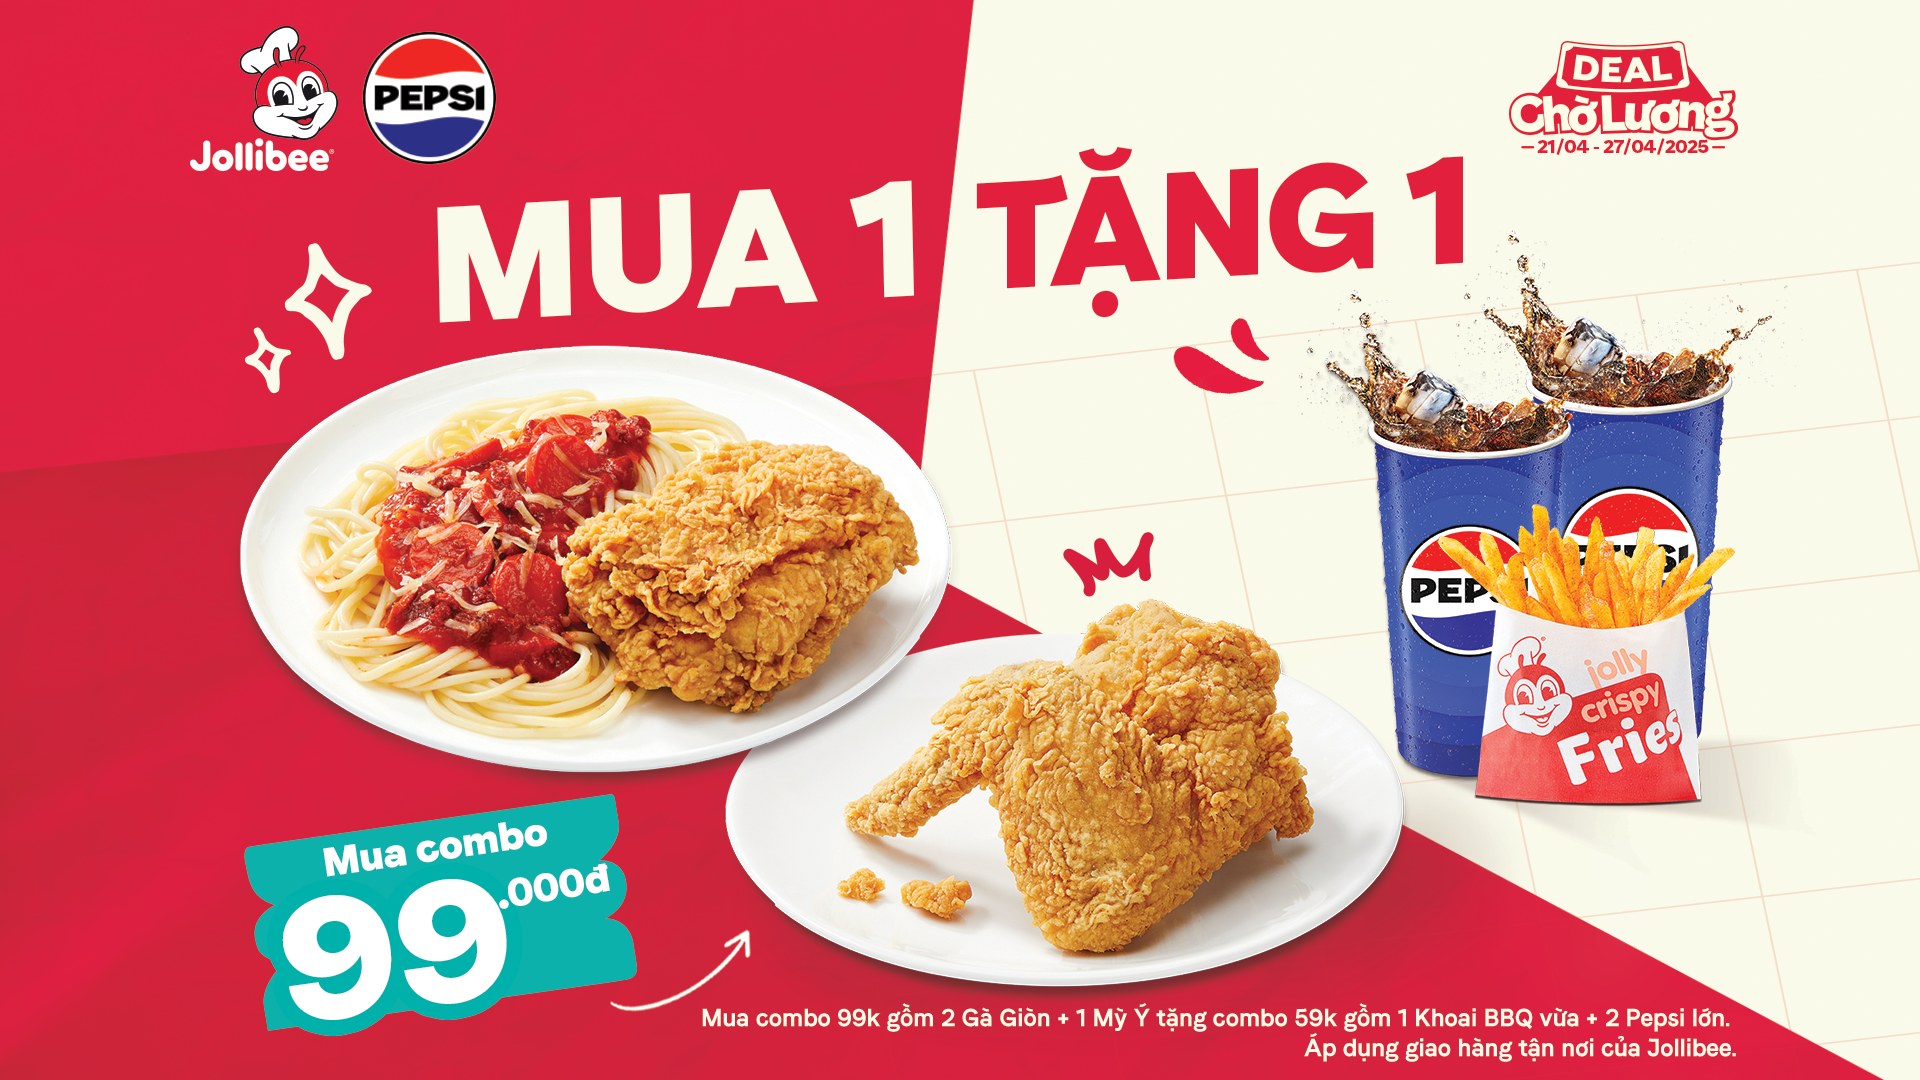 Jollibee
PEPSI
DEAL
Chờ Lương
21/04 - 27/04/2025
MUA 1 TẶNG 1
PEPSI
PEPSI
jolly
crispy
Fries
Mua combo
99.000đ
Mua combo 99k gồm 2 Gà Giòn + 1 Mỳ Ý tặng combo 59k gồm 1 Khoai BBQ vừa + 2 Pepsi lớn.
Áp dụng giao hàng tận nơi của Jollibee.